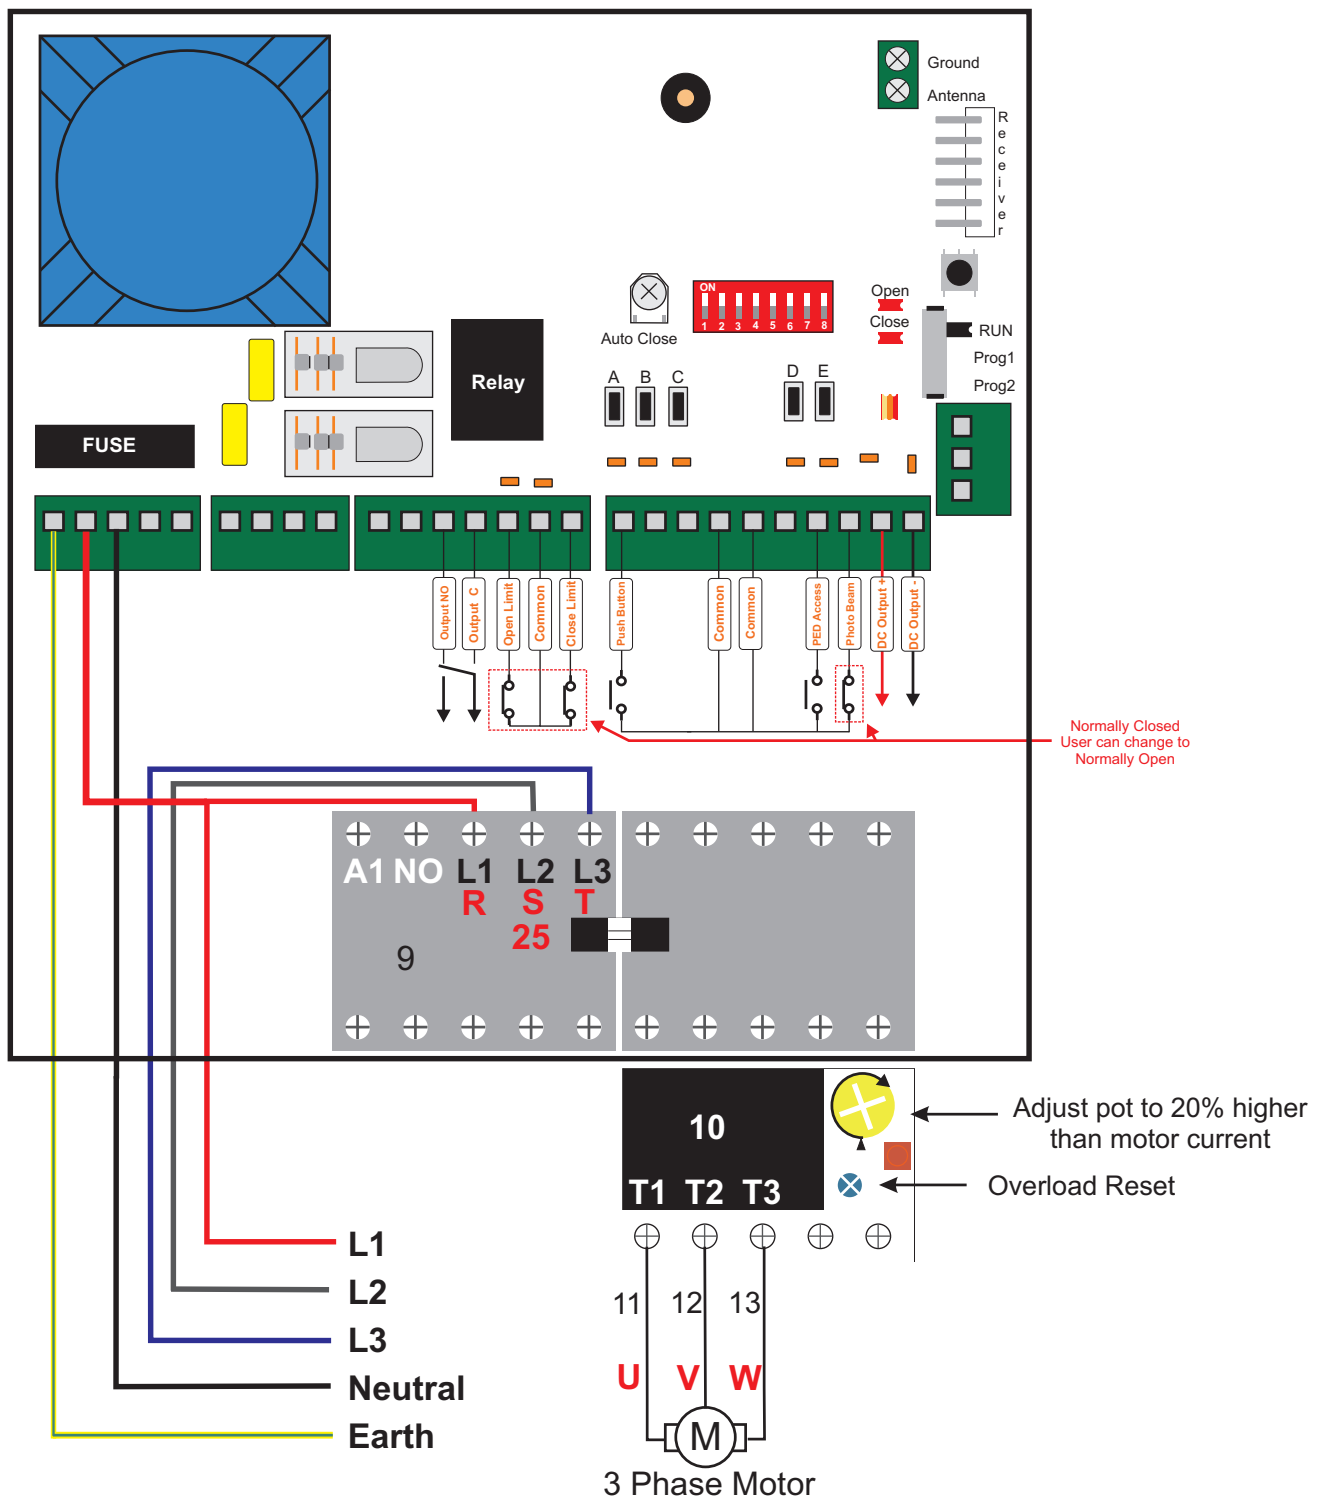 Ground
Antenna
Receiver
Open
Close
RUN
Prog1
Prog2
ON
1 2 3 4 5 6 7 8
Auto Close
A B C
D E
Relay
FUSE
Output NO
Output C
Open Limit
Common
Close Limit
Push Button
Common
Common
PED Access
Photo Beam
DC Output +
DC Output -
Normally Closed
User can change to
Normally Open
A1 NO L1 L2 L3
R S T
25
9
10
T1 T2 T3
Adjust pot to 20% higher
than motor current
Overload Reset
L1
L2
L3
Neutral
Earth
11 12 13
U V W
M
3 Phase Motor